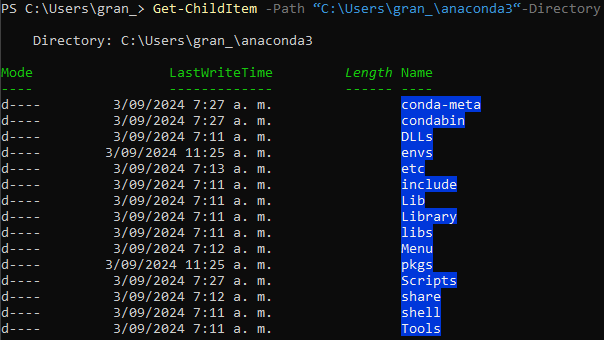 PS C:\Users\gran_> Get-ChildItem -Path “C:\Users\gran_\anaconda3“-Directory
Directory: C:\Users\gran_\anaconda3
Mode LastWriteTime Length Name
---- ------------- ------ ----
d---- 3/09/2024 7:27 a. m. conda-meta
d---- 3/09/2024 7:27 a. m. condabin
d---- 3/09/2024 7:11 a. m. DLLs
d---- 3/09/2024 11:25 a. m. envs
d---- 3/09/2024 7:13 a. m. etc
d---- 3/09/2024 7:11 a. m. include
d---- 3/09/2024 7:11 a. m. Lib
d---- 3/09/2024 7:11 a. m. Library
d---- 3/09/2024 7:11 a. m. libs
d---- 3/09/2024 7:12 a. m. Menu
d---- 3/09/2024 11:25 a. m. pkgs
d---- 3/09/2024 7:27 a. m. Scripts
d---- 3/09/2024 7:12 a. m. share
d---- 3/09/2024 7:11 a. m. shell
d---- 3/09/2024 7:11 a. m. Tools